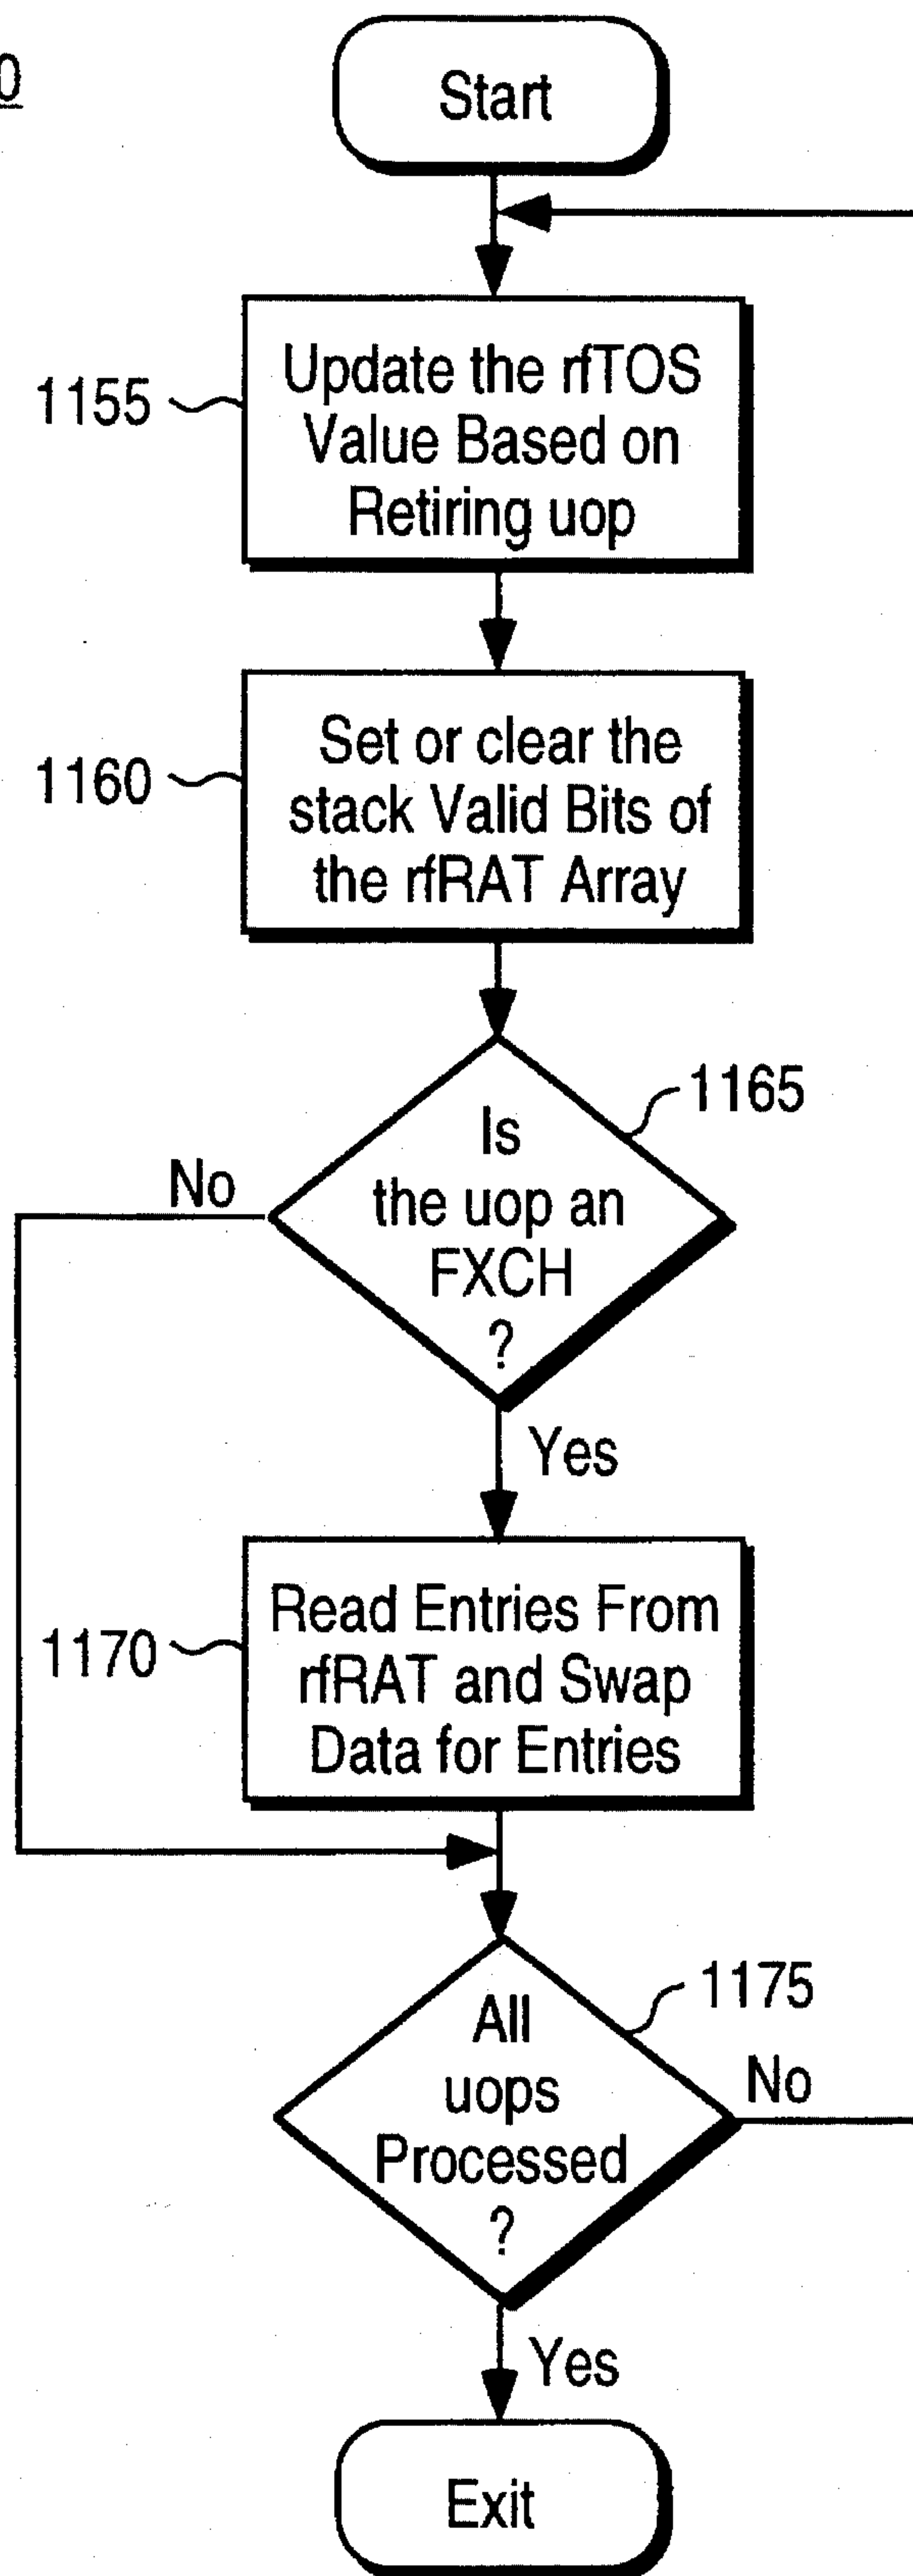 0
Start
1155
Update the rfTOS
Value Based on
Retiring uop
1160
Set or clear the
stack Valid Bits of
the rfRAT Array
1165
Is
the uop an
FXCH
?
No
Yes
1170
Read Entries From
rfRAT and Swap
Data for Entries
1175
All
uops
Processed
?
No
Yes
Exit